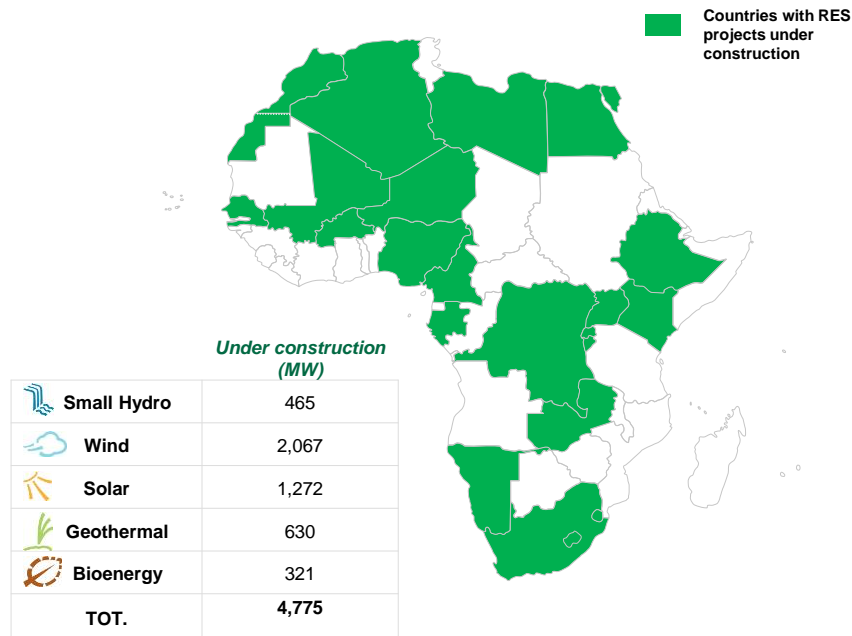 Countries with RES
projects under
construction
Under construction
(MW)
Small Hydro 465
Wind 2,067
Solar 1,272
Geothermal 630
Bioenergy 321
TOT. 4,775